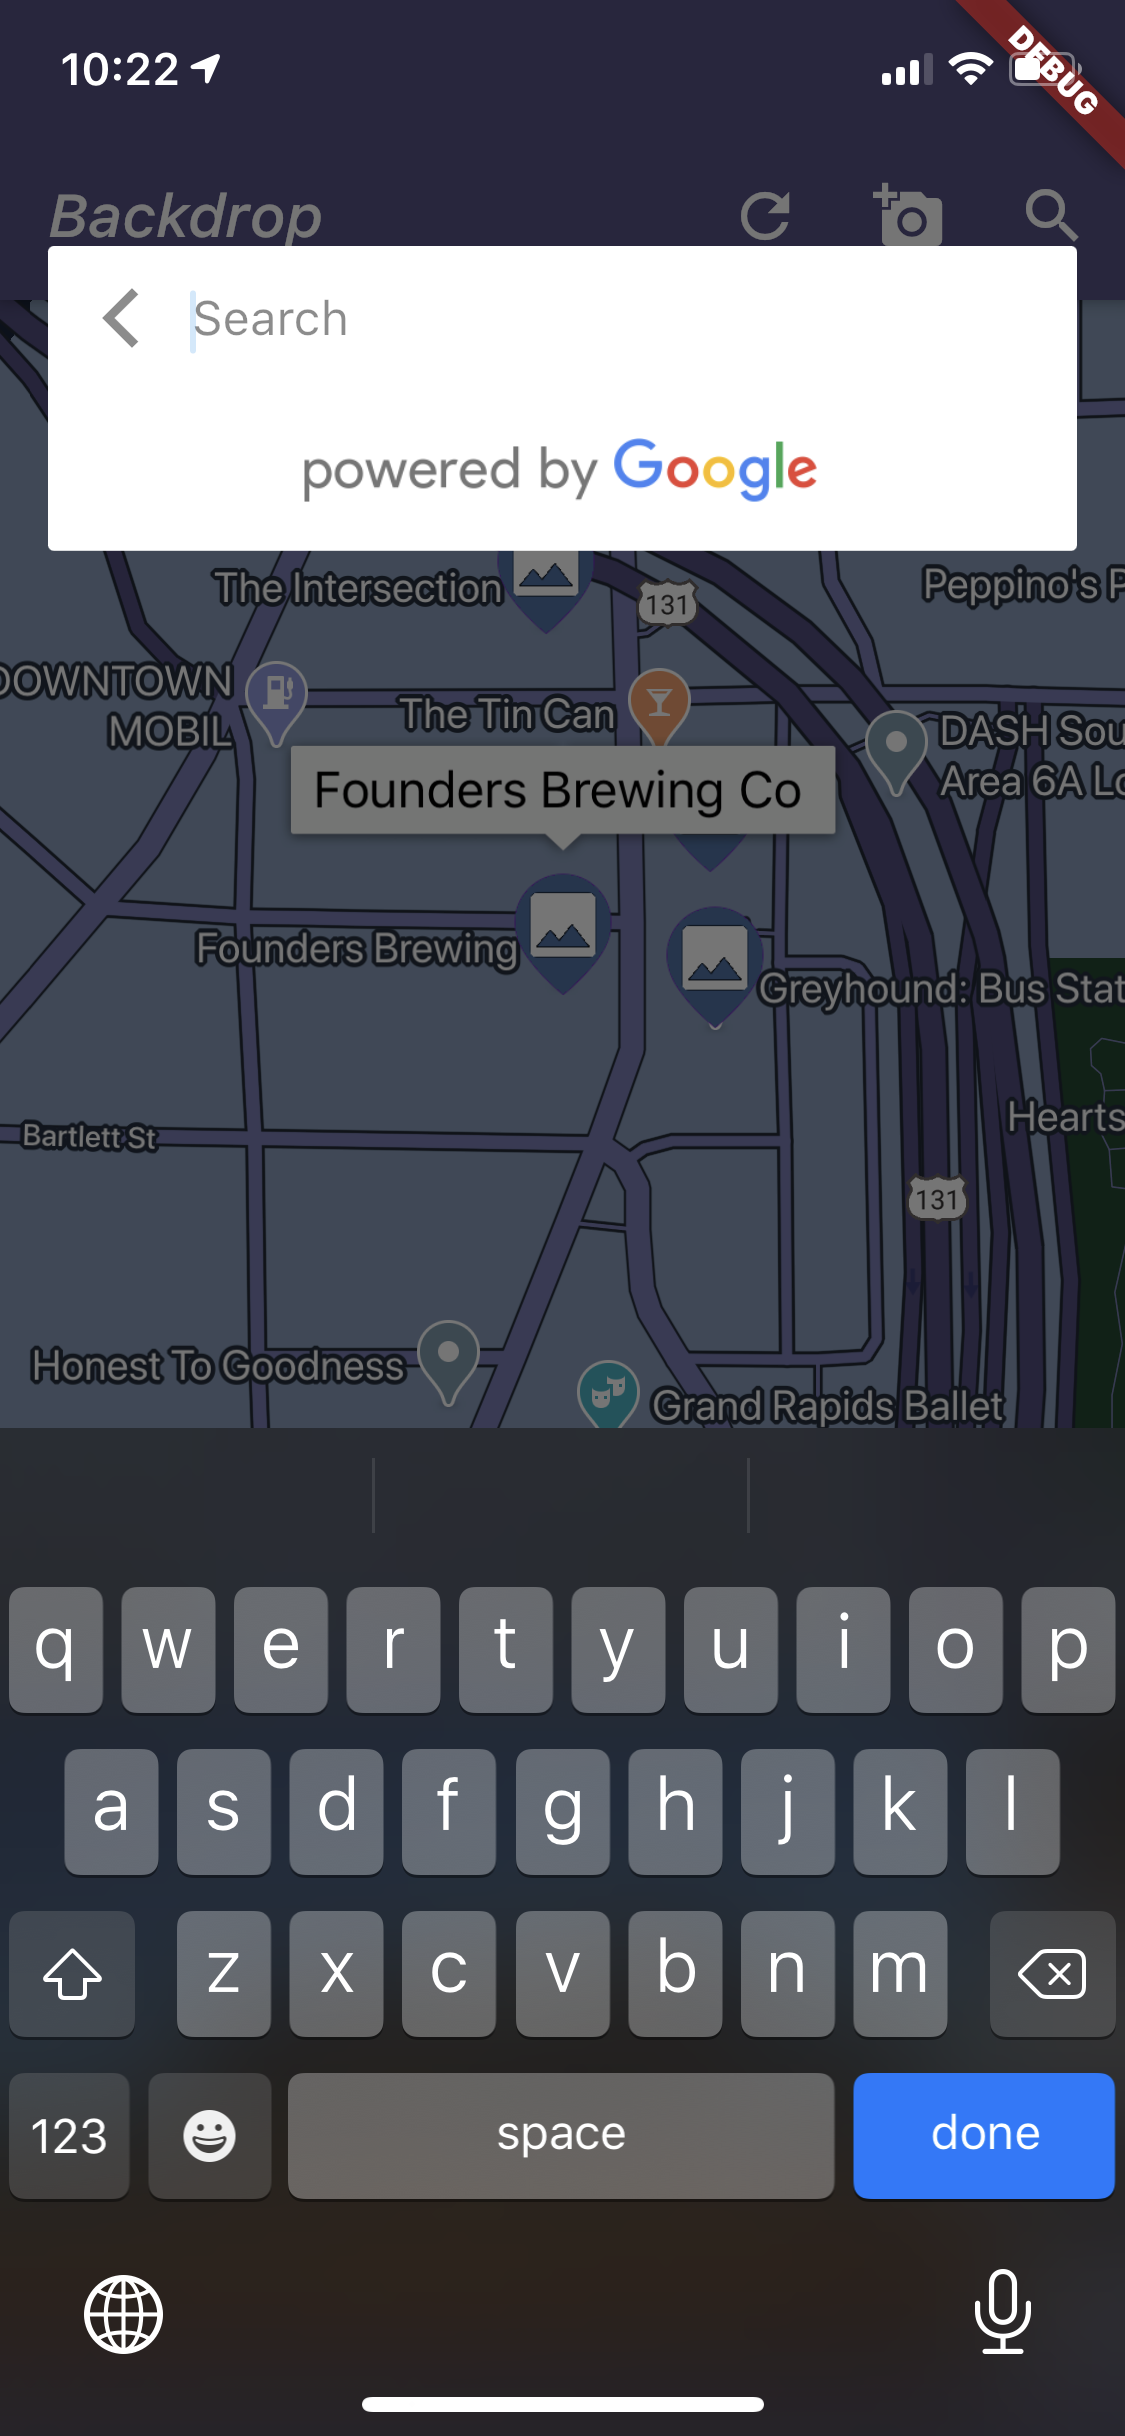 10:22
DEBUG
Backdrop
Search
powered by Google
The Intersection
131
Peppino's P
DOWNTOWN
MOBIL
The Tin Can
DASH Sou
Area 6A Lo
Founders Brewing Co
Founders Brewing
Greyhound: Bus Stat
Bartlett St
Hearts
131
Honest To Goodness
Grand Rapids Ballet
q w e r t y u i o p
a s d f g h j k l
z x c v b n m
123 space done